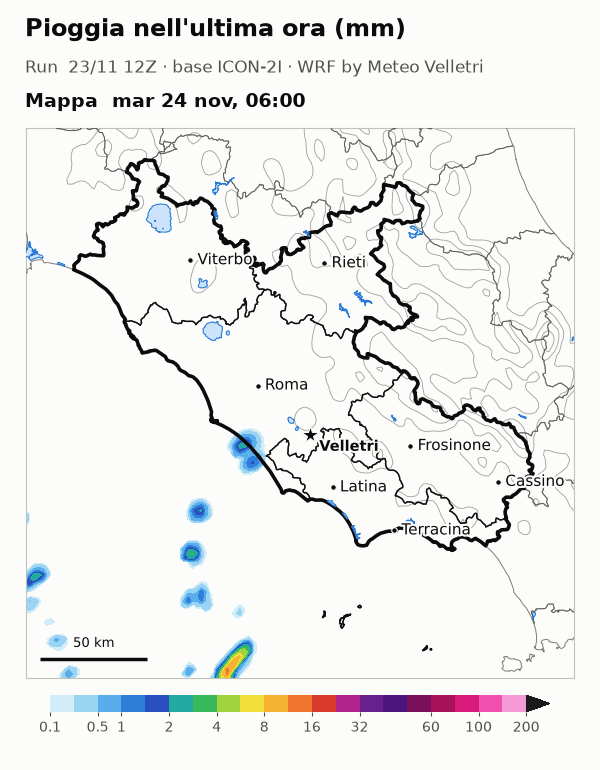 Pioggia nell'ultima ora (mm)
Run  23/11 12Z · base ICON-2I · WRF by Meteo Velletri
Mappa  mar 24 nov, 06:00
Viterbo
Rieti
Roma
Velletri
Frosinone
Latina
Cassino
Terracina
50 km
0.1 0.5 1 2 4 8 16 32 60 100 200